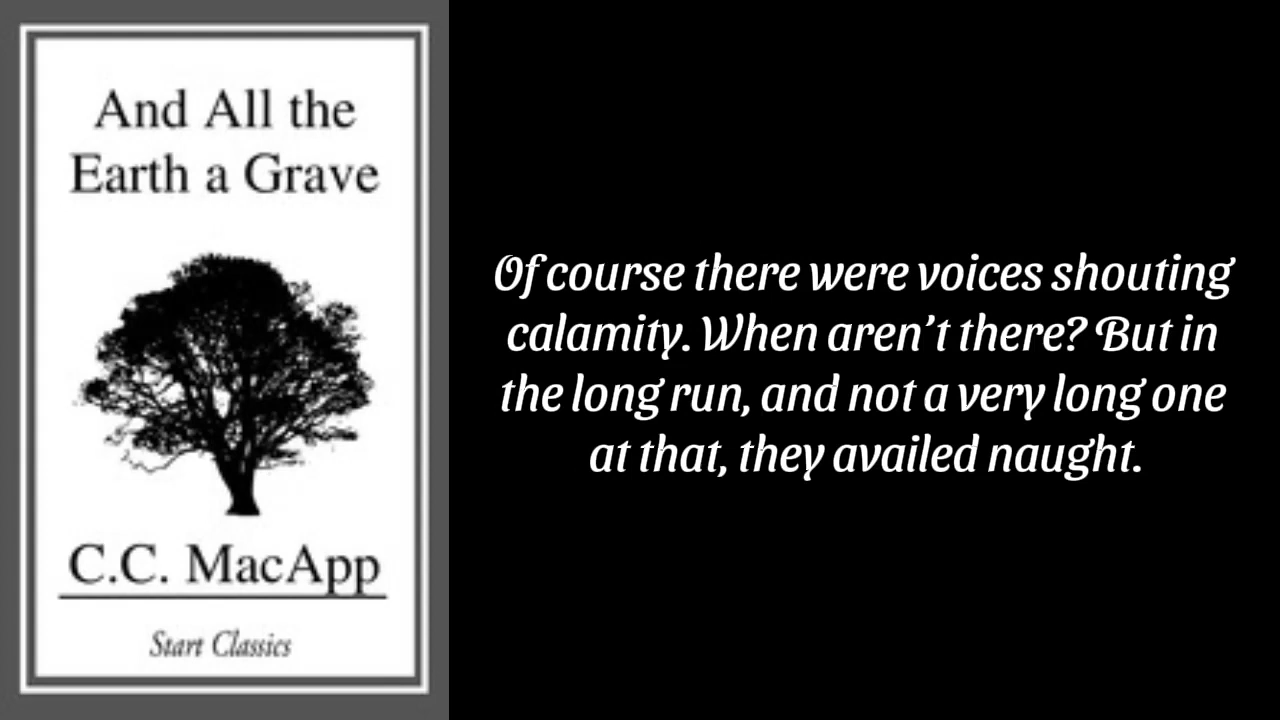 And All the
Earth a Grave
C.C. MacApp
Start Classics
Of course there were voices shouting
calamity. When aren’t there? But in
the long run, and not a very long one
at that, they availed naught.